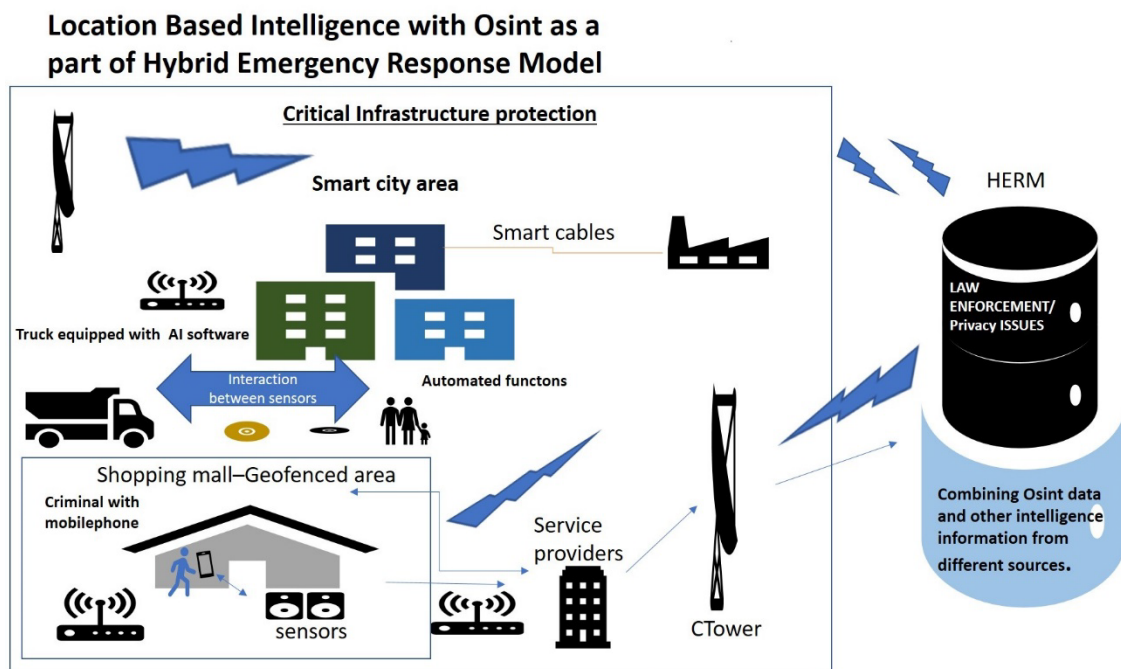 Location Based Intelligence with Osint as a
part of Hybrid Emergency Response Model
Critical Infrastructure protection
Smart city area
Smart cables
HERM
LAW
ENFORCEMENT/
Privacy ISSUES
Truck equipped with AI software
Interaction
between sensors
Automated functons
Shopping mall–Geofenced area
Criminal with
mobilephone
sensors
Service
providers
CTower
Combining Osint data
and other intelligence
information from
different sources.